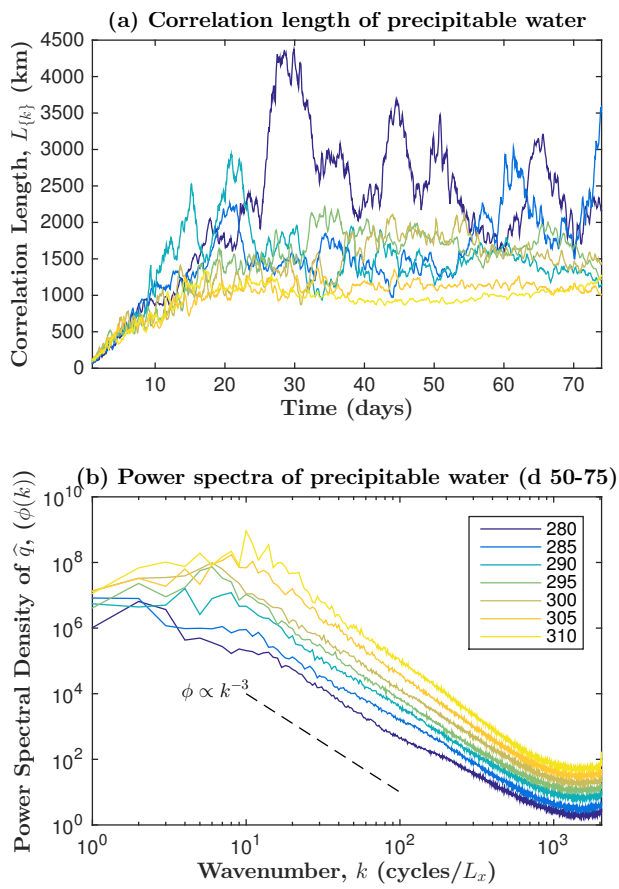 (a) Correlation length of precipitable water
Correlation Length, L{k} (km)
4500
4000
3500
3000
2500
2000
1500
1000
500
0
10 20 30 40 50 60 70
Time (days)
(b) Power spectra of precipitable water (d 50-75)
Power Spectral Density of q̂, (ϕ(k))
10^10
10^8
10^6
10^4
10^2
10^0
280
285
290
295
300
305
310
ϕ ∝ k^−3
10^0 10^1 10^2 10^3
Wavenumber, k (cycles/L_x)